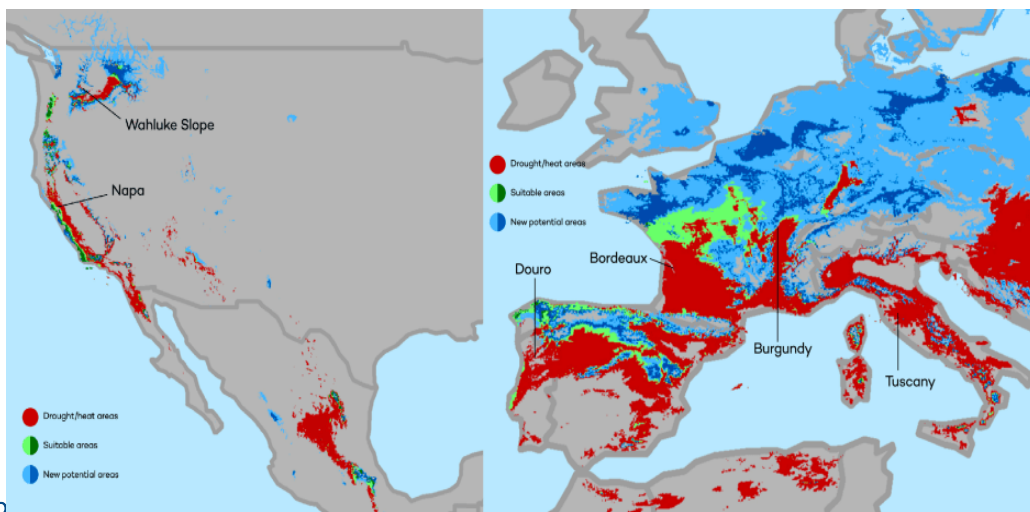 Wahluke Slope
Napa
Drought/heat areas
Suitable areas
New potential areas
Drought/heat areas
Suitable areas
New potential areas
Bordeaux
Douro
Burgundy
Tuscany